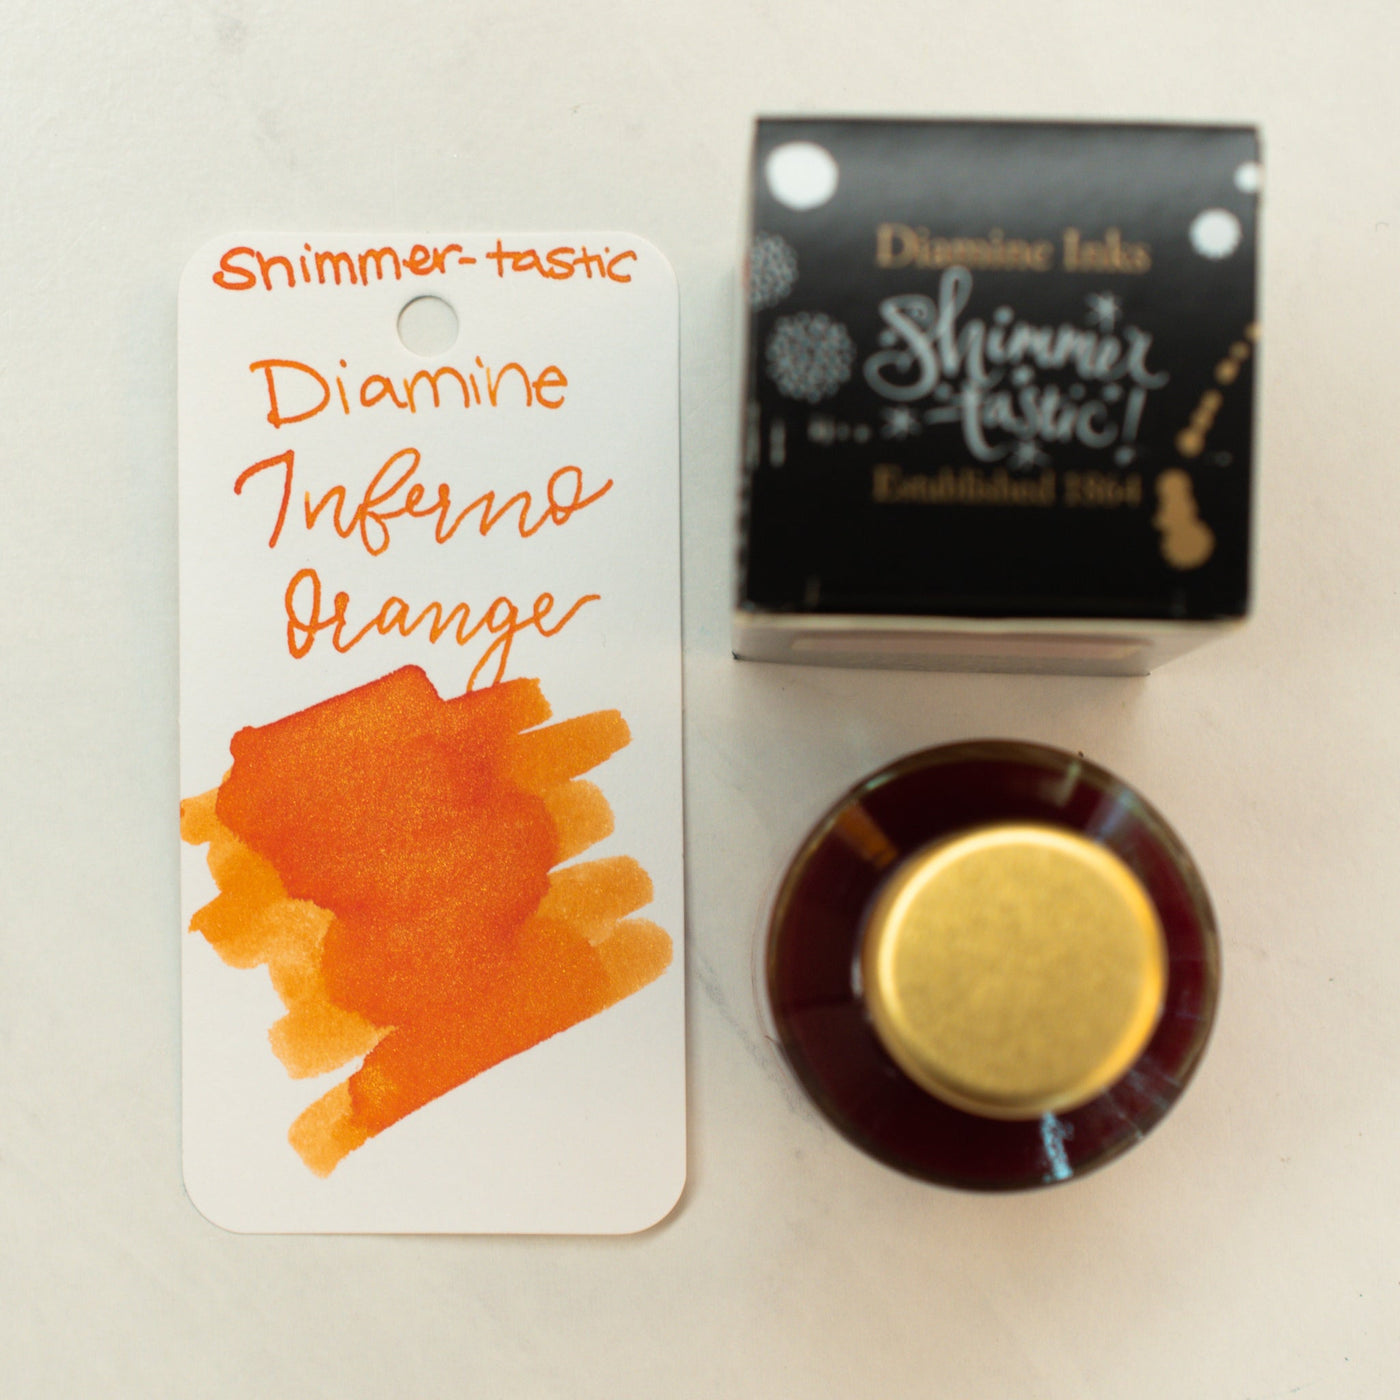 Shimmer-tastic
Diamine
Inferno
Orange
Diamine Inks
Shimmer
-tastic!
Established 1864